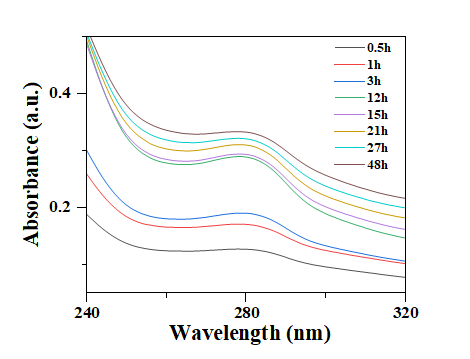 0.5h
1h
3h
12h
15h
21h
27h
48h
0.4
0.2
Absorbance (a.u.)
240
280
320
Wavelength (nm)